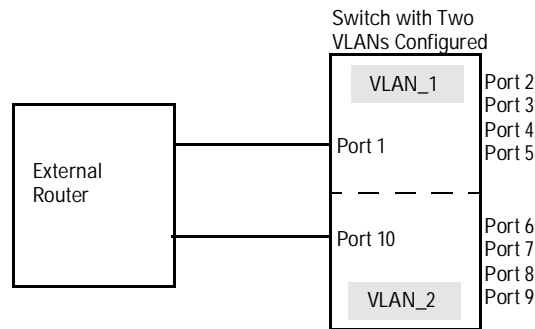 Switch with Two
VLANs Configured
VLAN_1
Port 2
Port 3
Port 4
Port 5
Port 1
External
Router
Port 10
Port 6
Port 7
Port 8
Port 9
VLAN_2